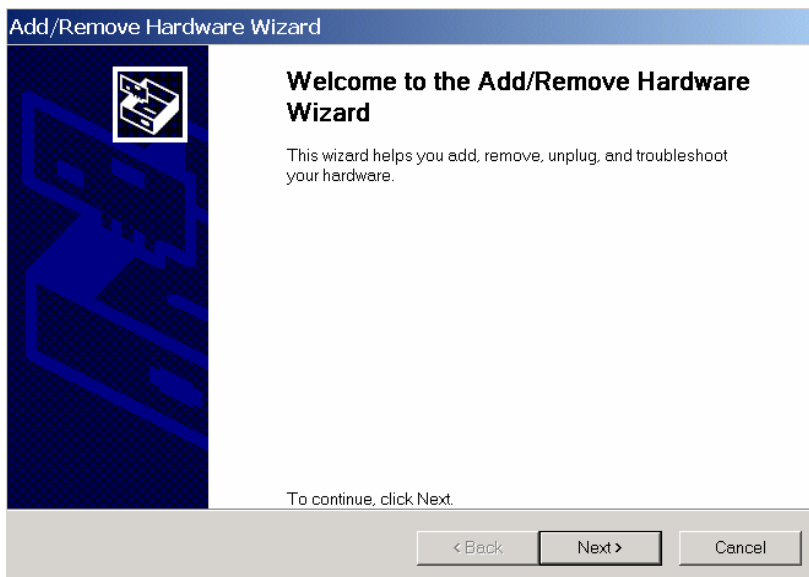 Add/Remove Hardware Wizard
Welcome to the Add/Remove Hardware
Wizard
This wizard helps you add, remove, unplug, and troubleshoot
your hardware.
To continue, click Next.
< Back
Next >
Cancel